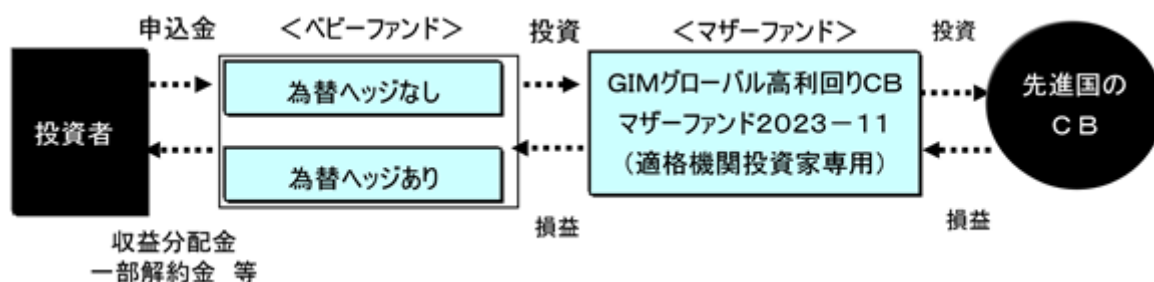 申込金
＜ベビーファンド＞
投資
＜マザーファンド＞
投資
投資者
為替ヘッジなし
為替ヘッジあり
GIMグローバル高利回りCB
マザーファンド2023－11
（適格機関投資家専用）
先進国の
CB
収益分配金
一部解約金 等
損益
損益